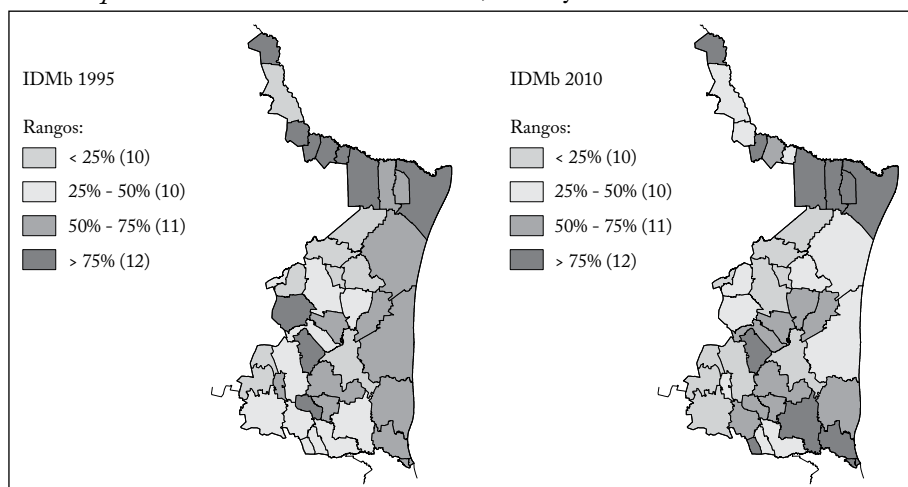 IDMb 1995
Rangos:
< 25% (10)
25% - 50% (10)
50% - 75% (11)
> 75% (12)
IDMb 2010
Rangos:
< 25% (10)
25% - 50% (10)
50% - 75% (11)
> 75% (12)